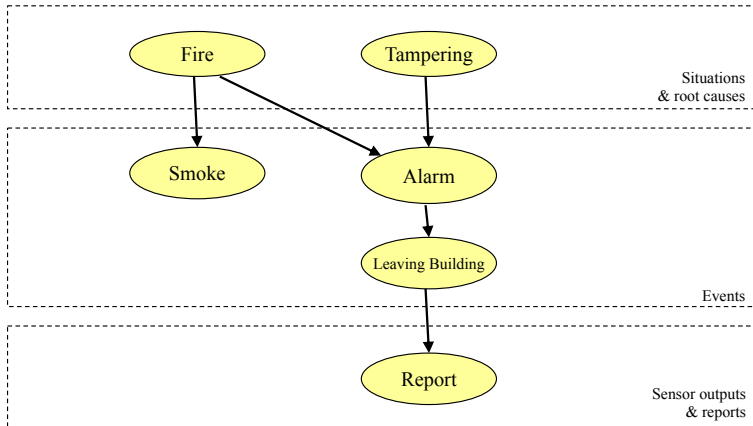 Fire
Tampering
Situations
& root causes
Smoke
Alarm
Leaving Building
Events
Report
Sensor outputs
& reports